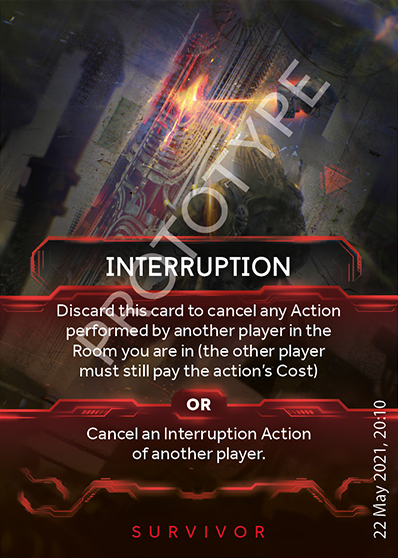 PROTOTYPE
INTERRUPTION
Discard this card to cancel any Action
performed by another player in the
Room you are in (the other player
must still pay the action's Cost)
OR
Cancel an Interruption Action
of another player.
SURVIVOR
22 May 2021, 20:10